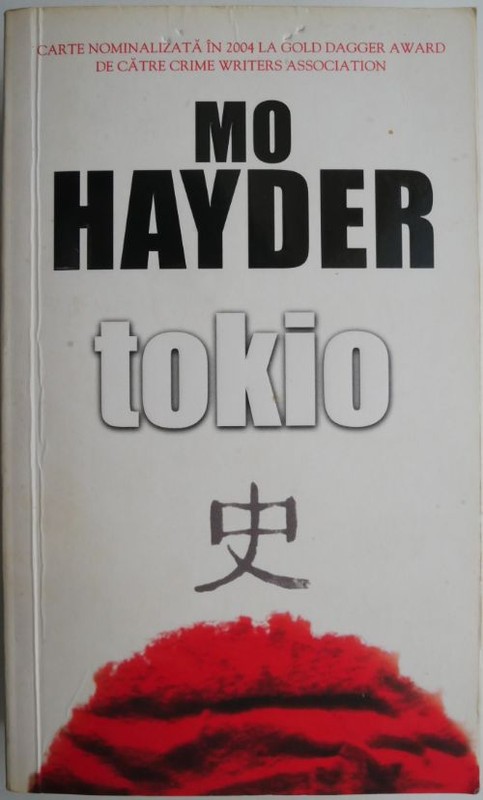 CARTE NOMINALIZATĂ ÎN 2004 LA GOLD DAGGER AWARD
DE CĂTRE CRIME WRITERS ASSOCIATION
MO
HAYDER
tokio
史